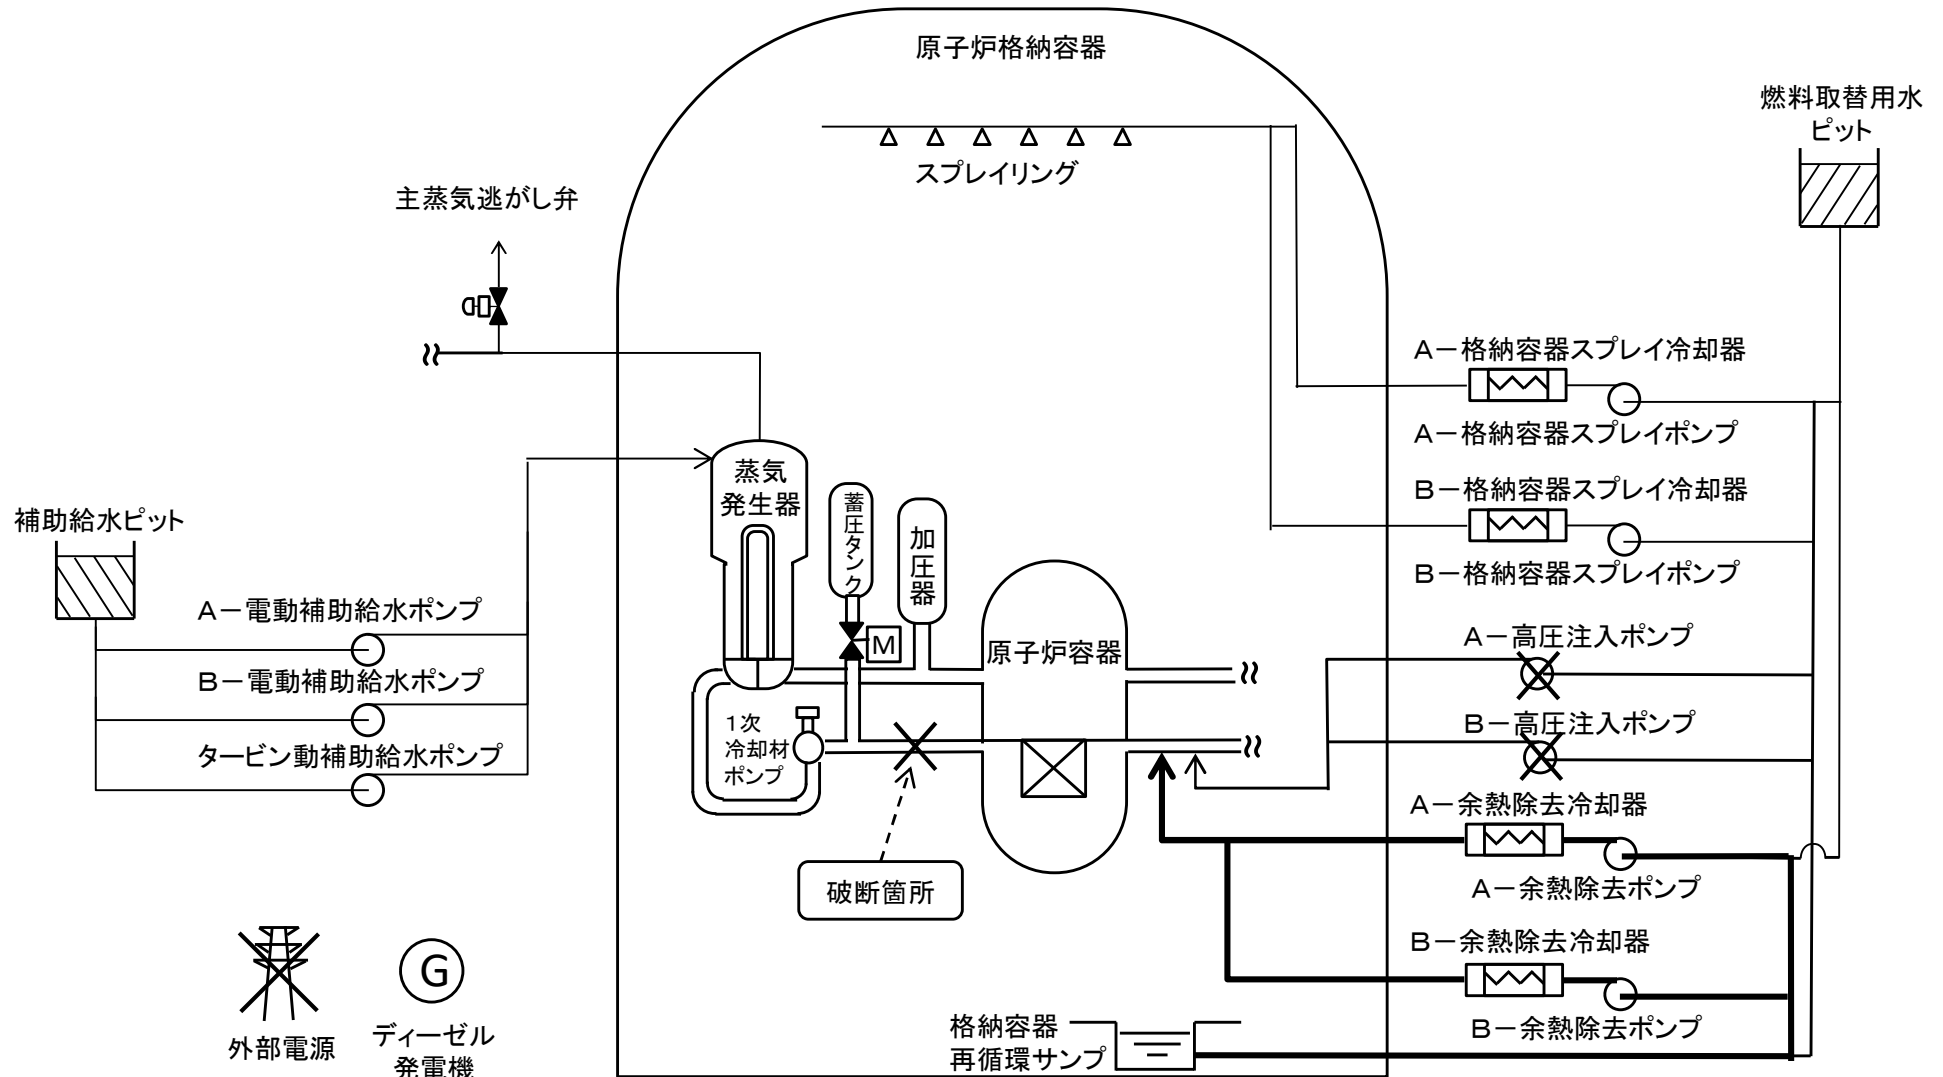 原子炉格納容器
燃料取替用水
ピット
スプレイリング
主蒸気逃がし弁
A-格納容器スプレイ冷却器
A-格納容器スプレイポンプ
蒸気
発生器
蓄圧タンク
加圧器
B-格納容器スプレイ冷却器
補助給水ピット
B-格納容器スプレイポンプ
A-電動補助給水ポンプ
A-高圧注入ポンプ
M
原子炉容器
B-電動補助給水ポンプ
1次
冷却材
ポンプ
B-高圧注入ポンプ
タービン動補助給水ポンプ
A-余熱除去冷却器
破断箇所
A-余熱除去ポンプ
B-余熱除去冷却器
G
外部電源
ディーゼル
発電機
格納容器
再循環サンプ
B-余熱除去ポンプ